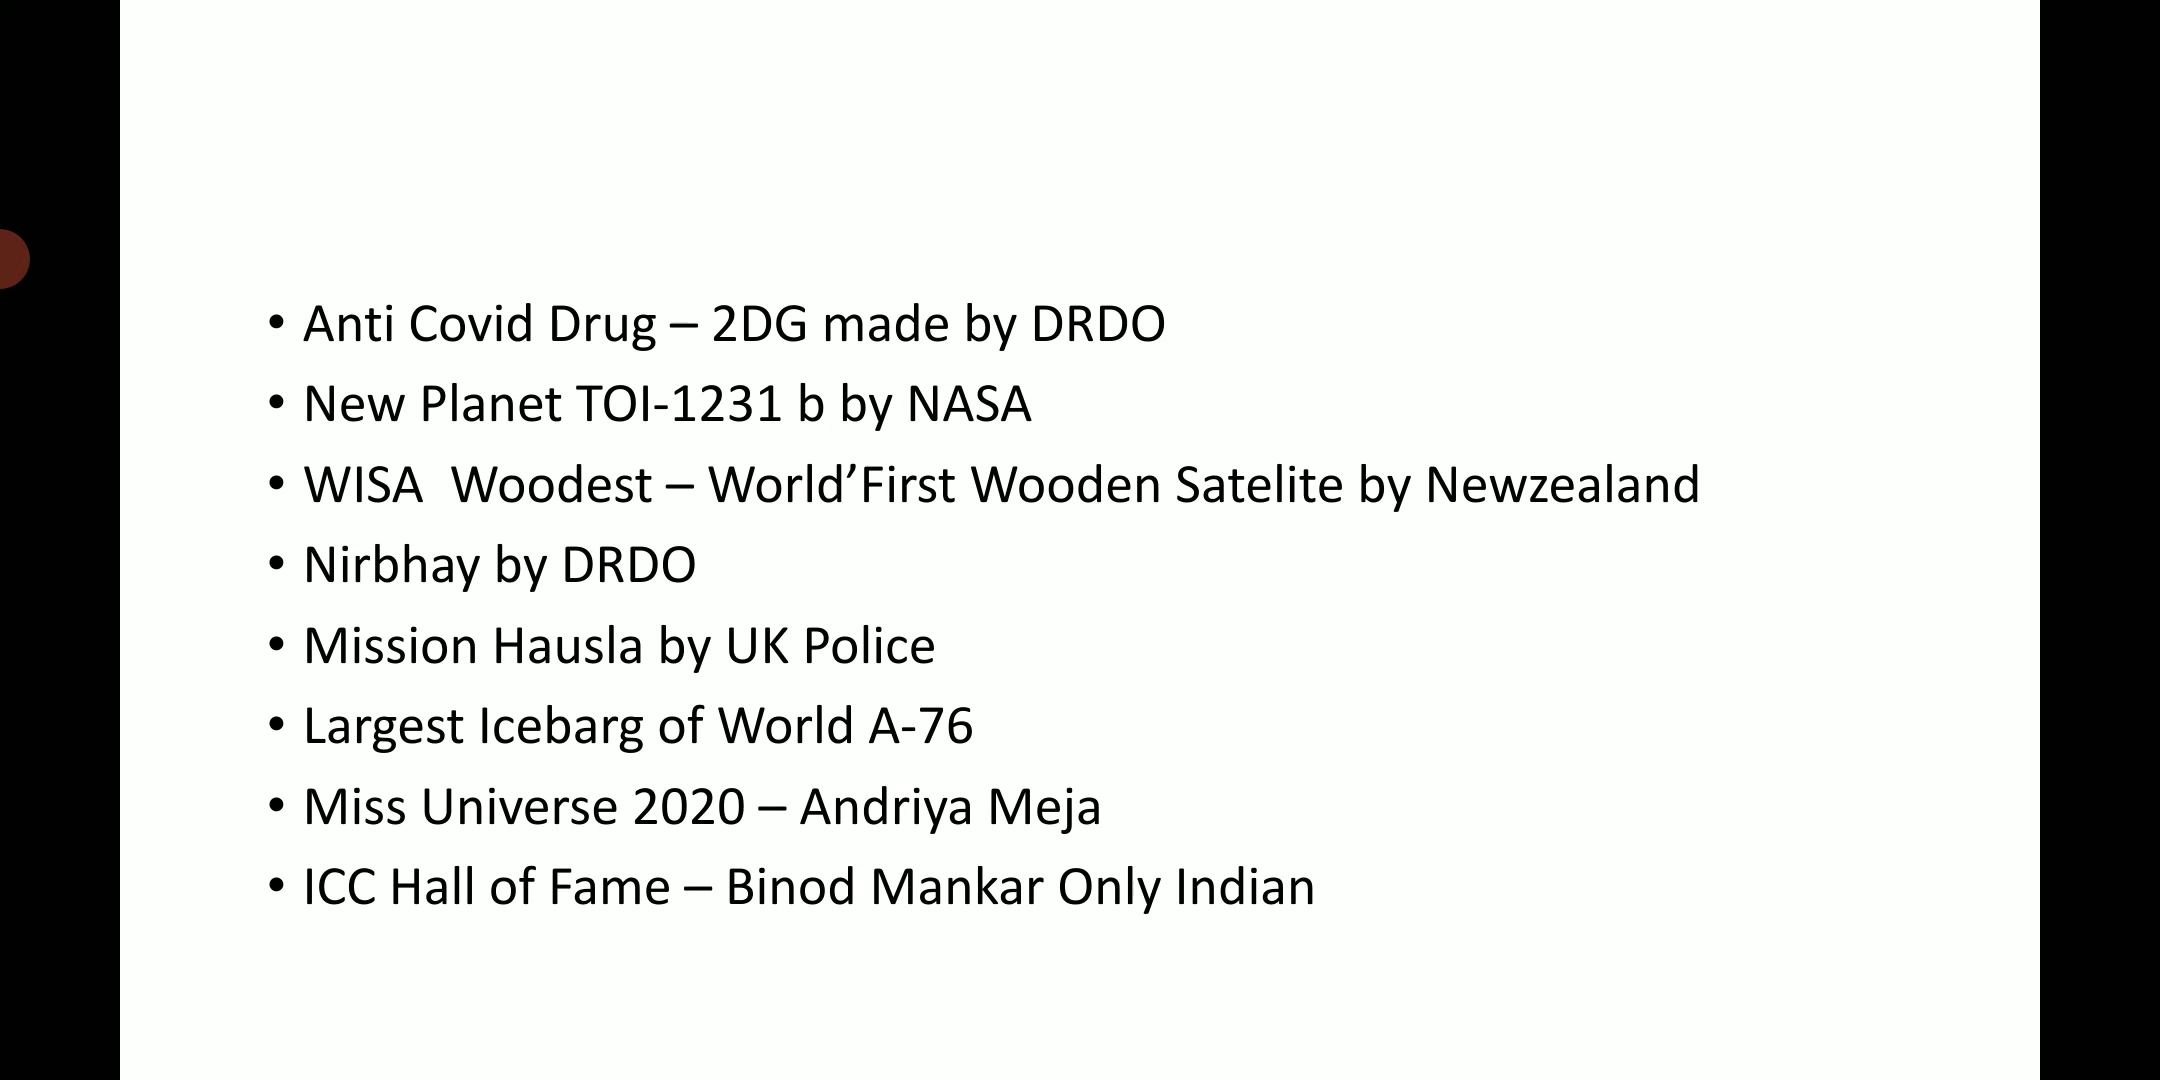 • Anti Covid Drug – 2DG made by DRDO
• New Planet TOI-1231 b by NASA
• WISA  Woodest – World’First Wooden Satelite by Newzealand
• Nirbhay by DRDO
• Mission Hausla by UK Police
• Largest Icebarg of World A-76
• Miss Universe 2020 – Andriya Meja
• ICC Hall of Fame – Binod Mankar Only Indian